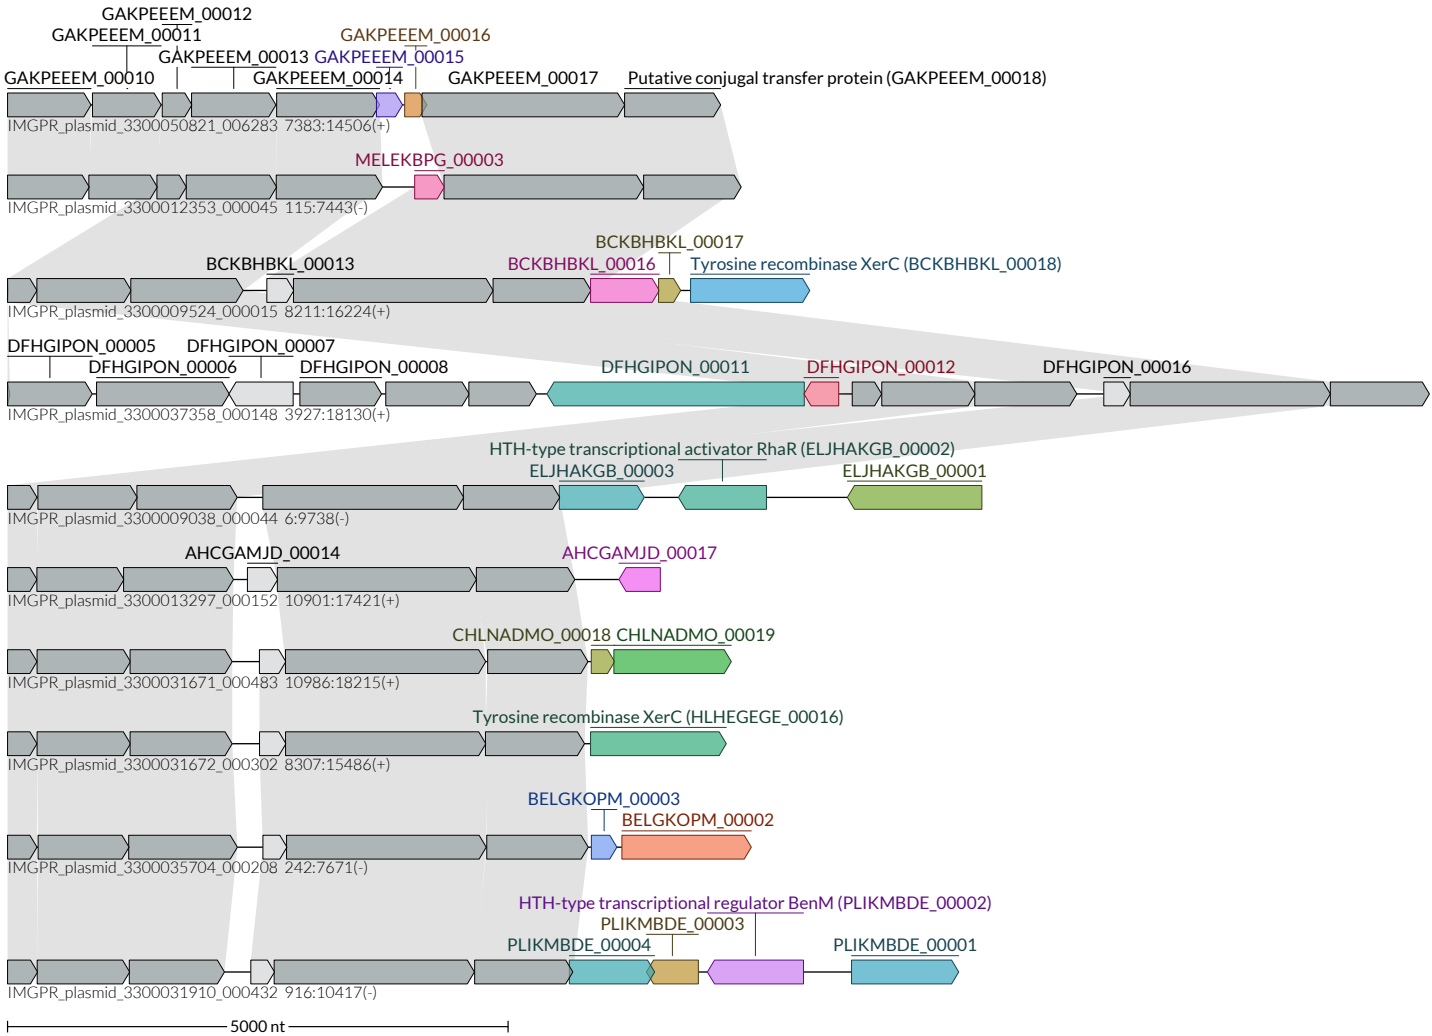 GAKPEEEM_00012
GAKPEEEM_00011 GAKPEEEM_00016
GAKPEEEM_00013 GAKPEEEM_00015
GAKPEEEM_00010 GAKPEEEM_00014 GAKPEEEM_00017 Putative conjugal transfer protein (GAKPEEEM_00018)
IMGPR_plasmid_3300050821_006283 7383:14506(+)
MELEKBPG_00003
IMGPR_plasmid_3300012353_000045 115:7443(-)
BCKBHBKL_00017
BCKBHBKL_00013 BCKBHBKL_00016 Tyrosine recombinase XerC (BCKBHBKL_00018)
IMGPR_plasmid_3300009524_000015 8211:16224(+)
DFHGIPON_00005 DFHGIPON_00007
DFHGIPON_00006 DFHGIPON_00008 DFHGIPON_00011 DFHGIPON_00012 DFHGIPON_00016
IMGPR_plasmid_3300037358_000148 3927:18130(+)
HTH-type transcriptional activator RhaR (ELJHAKGB_00002)
ELJHAKGB_00003 ELJHAKGB_00001
IMGPR_plasmid_3300009038_000044 6:9738(-)
AHCGAMJD_00014 AHCGAMJD_00017
IMGPR_plasmid_3300013297_000152 10901:17421(+)
CHLNADMO_00018 CHLNADMO_00019
IMGPR_plasmid_3300031671_000483 10986:18215(+)
Tyrosine recombinase XerC (HLHEGEGE_00016)
IMGPR_plasmid_3300031672_000302 8307:15486(+)
BELGKOPM_00003
BELGKOPM_00002
IMGPR_plasmid_3300035704_000208 242:7671(-)
HTH-type transcriptional regulator BenM (PLIKMBDE_00002)
PLIKMBDE_00003
PLIKMBDE_00004 PLIKMBDE_00001
IMGPR_plasmid_3300031910_000432 916:10417(-)
5000 nt